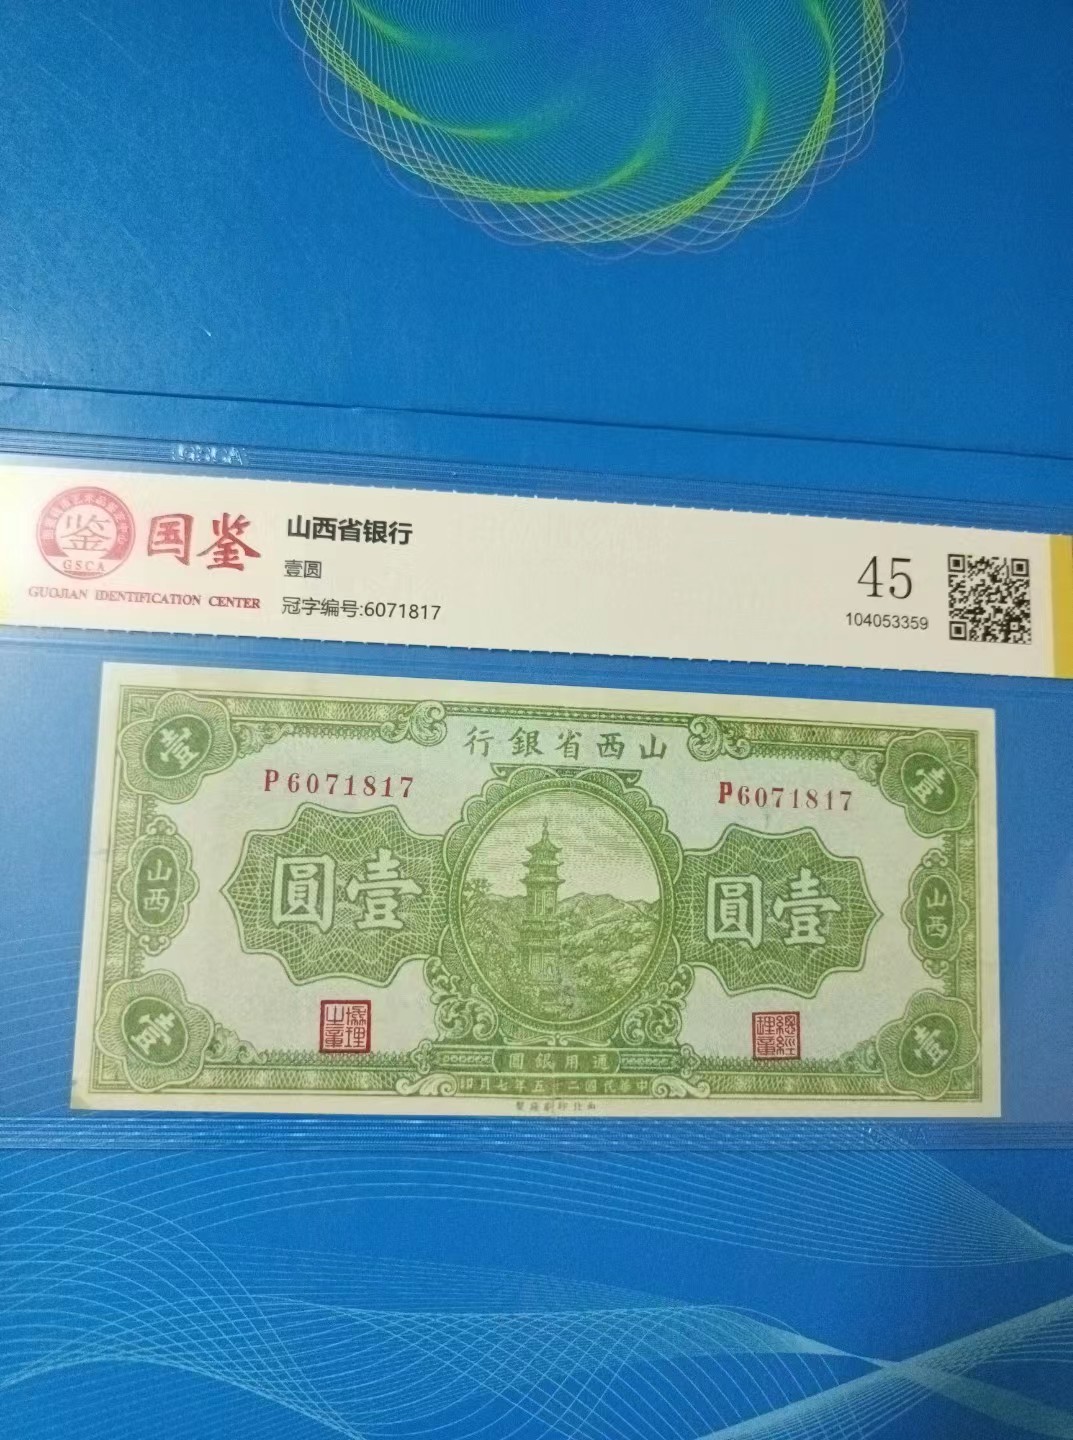 鉴
GSCA
国鉴
GUOJIAN IDENTIFICATION CENTER
山西省银行
壹圆
冠字编号:6071817
45
104053359
行銀省西山
壹
壹
P6071817
P6071817
圓壹
圓壹
山西
山西
壹
壹
圓銀用通
印月七年五十二國民華中